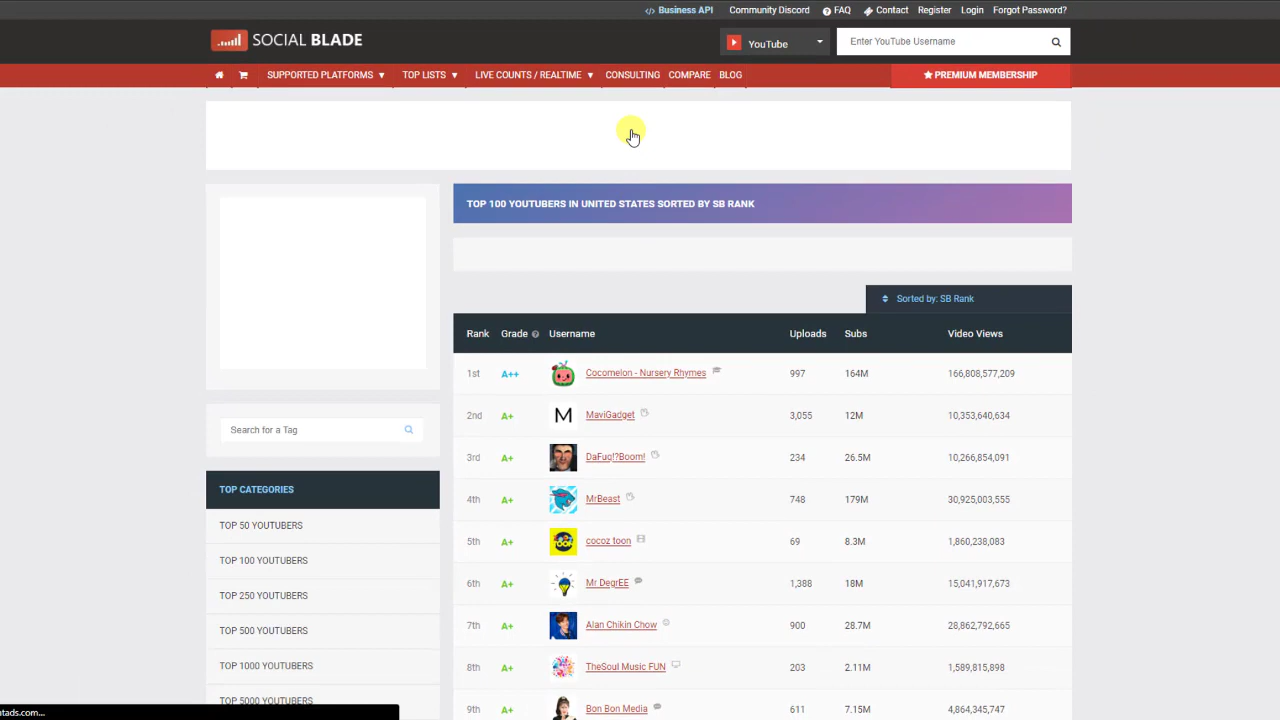 Business API Community Discord FAQ Contact Register Login Forgot Password?
SOCIAL BLADE YouTube Enter YouTube Username
SUPPORTED PLATFORMS TOP LISTS LIVE COUNTS / REALTIME CONSULTING COMPARE BLOG PREMIUM MEMBERSHIP
TOP 100 YOUTUBERS IN UNITED STATES SORTED BY SB RANK
Sorted by: SB Rank
Rank Grade Username Uploads Subs Video Views
1st A++ Cocomelon - Nursery Rhymes 997 164M 166,808,577,209
2nd A+ M MaviGadget 3,055 12M 10,353,640,634
3rd A+ DaFuq!?Boom! 234 26.5M 10,266,854,091
4th A+ MrBeast 748 179M 30,925,003,555
5th A+ TOON cocoz toon 69 8.3M 1,860,238,083
6th A+ Mr DegrEE 1,388 18M 15,041,917,673
7th A+ Alan Chikin Chow 900 28.7M 28,862,792,665
8th A+ TheSoul Music FUN 203 2.11M 1,589,815,898
9th A+ Bon Bon Media 611 7.15M 4,864,345,747
Search for a Tag
TOP CATEGORIES
TOP 50 YOUTUBERS
TOP 100 YOUTUBERS
TOP 250 YOUTUBERS
TOP 500 YOUTUBERS
TOP 1000 YOUTUBERS
TOP 5000 YOUTUBERS
atads.com...